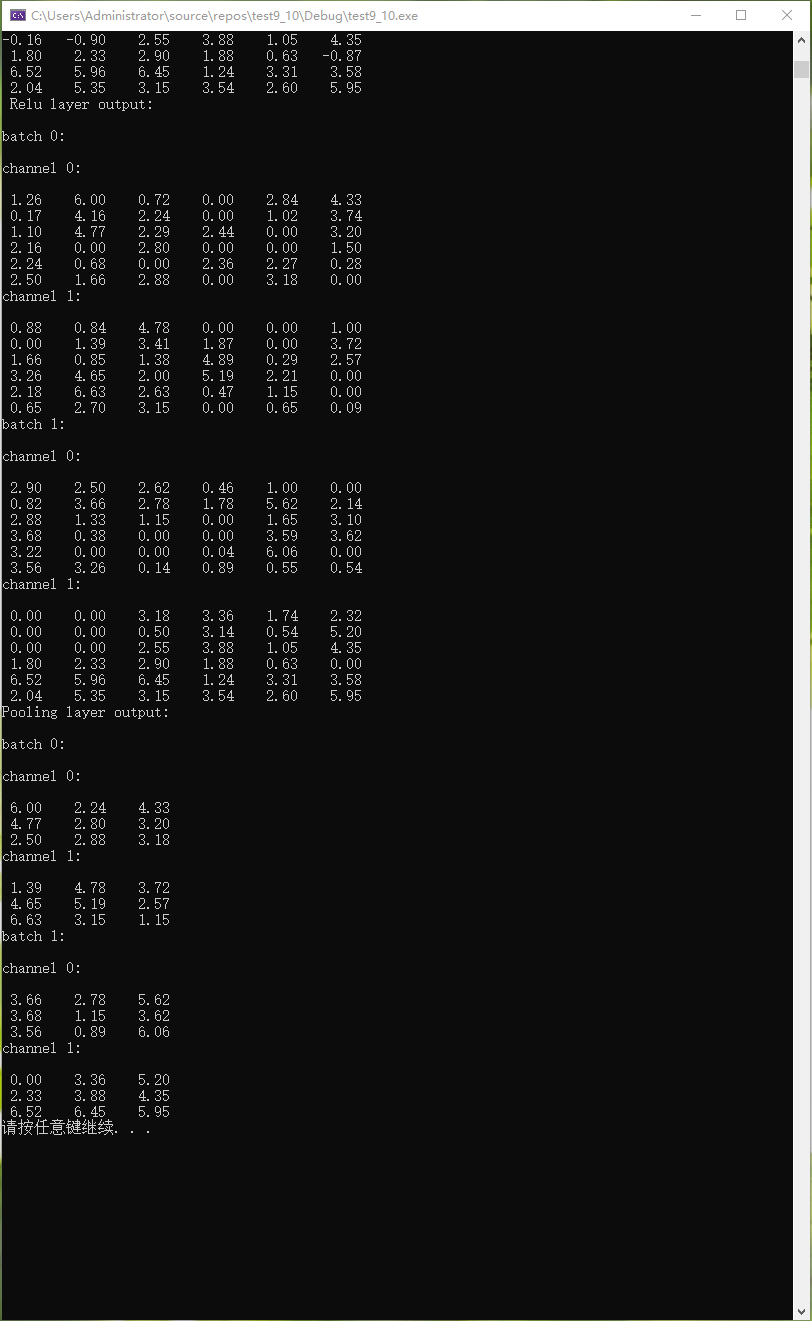 C:\Users\Administrator\source\repos\test9_10\Debug\test9_10.exe
-0.16 -0.90 2.55 3.88 1.05 4.35
1.80 2.33 2.90 1.88 0.63 -0.87
6.52 5.96 6.45 1.24 3.31 3.58
2.04 5.35 3.15 3.54 2.60 5.95
Relu layer output:
batch 0:
channel 0:
1.26 6.00 0.72 0.00 2.84 4.33
0.17 4.16 2.24 0.00 1.02 3.74
1.10 4.77 2.29 2.44 0.00 3.20
2.16 0.00 2.80 0.00 0.00 1.50
2.24 0.68 0.00 2.36 2.27 0.28
2.50 1.66 2.88 0.00 3.18 0.00
channel 1:
0.88 0.84 4.78 0.00 0.00 1.00
0.00 1.39 3.41 1.87 0.00 3.72
1.66 0.85 1.38 4.89 0.29 2.57
3.26 4.65 2.00 5.19 2.21 0.00
2.18 6.63 2.63 0.47 1.15 0.00
0.65 2.70 3.15 0.00 0.65 0.09
batch 1:
channel 0:
2.90 2.50 2.62 0.46 1.00 0.00
0.82 3.66 2.78 1.78 5.62 2.14
2.88 1.33 1.15 0.00 1.65 3.10
3.68 0.38 0.00 0.00 3.59 3.62
3.22 0.00 0.00 0.04 6.06 0.00
3.56 3.26 0.14 0.89 0.55 0.54
channel 1:
0.00 0.00 3.18 3.36 1.74 2.32
0.00 0.00 0.50 3.14 0.54 5.20
0.00 0.00 2.55 3.88 1.05 4.35
1.80 2.33 2.90 1.88 0.63 0.00
6.52 5.96 6.45 1.24 3.31 3.58
2.04 5.35 3.15 3.54 2.60 5.95
Pooling layer output:
batch 0:
channel 0:
6.00 2.24 4.33
4.77 2.80 3.20
2.50 2.88 3.18
channel 1:
1.39 4.78 3.72
4.65 5.19 2.57
6.63 3.15 1.15
batch 1:
channel 0:
3.66 2.78 5.62
3.68 1.15 3.62
3.56 0.89 6.06
channel 1:
0.00 3.36 5.20
2.33 3.88 4.35
6.52 6.45 5.95
请按任意键继续. . .